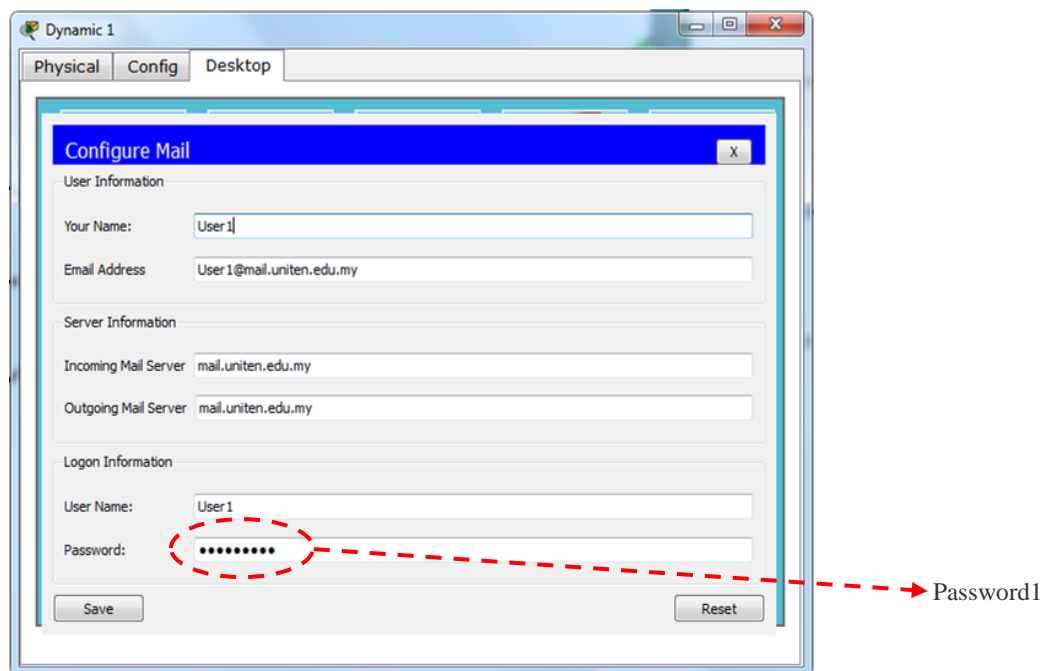 Dynamic 1
X
Physical Config Desktop
Configure Mail X
User Information
Your Name: User1
Email Address User1@mail.uniten.edu.my
Server Information
Incoming Mail Server mail.uniten.edu.my
Outgoing Mail Server mail.uniten.edu.my
Logon Information
User Name: User1
Password: •••••••••
Password1
Save Reset